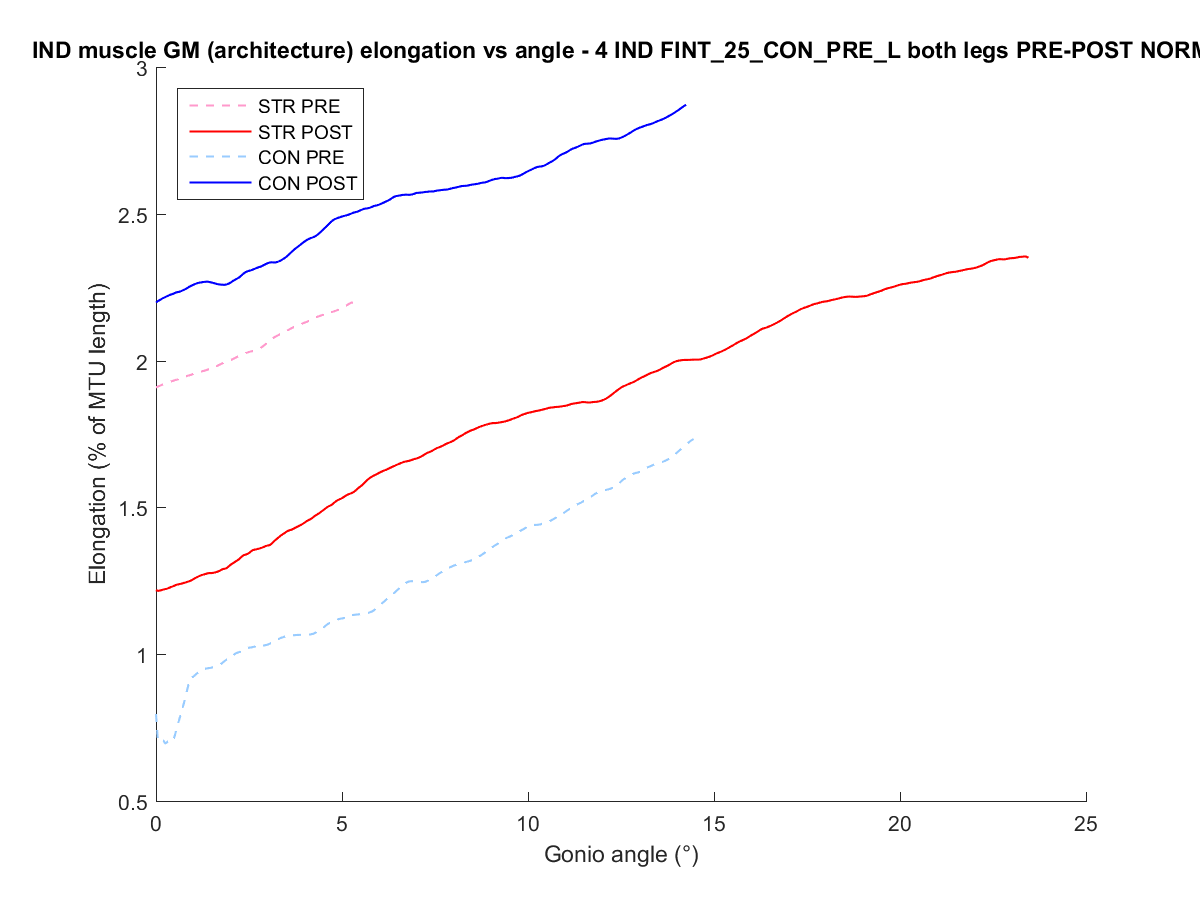 IND muscle GM (architecture) elongation vs angle - 4 IND FINT_25_CON_PRE_L both legs PRE-POST NORM
3
STR PRE
STR POST
CON PRE
CON POST
2.5
2
1.5
1
0.5
Elongation (% of MTU length)
0 5 10 15 20 25
Gonio angle (°)